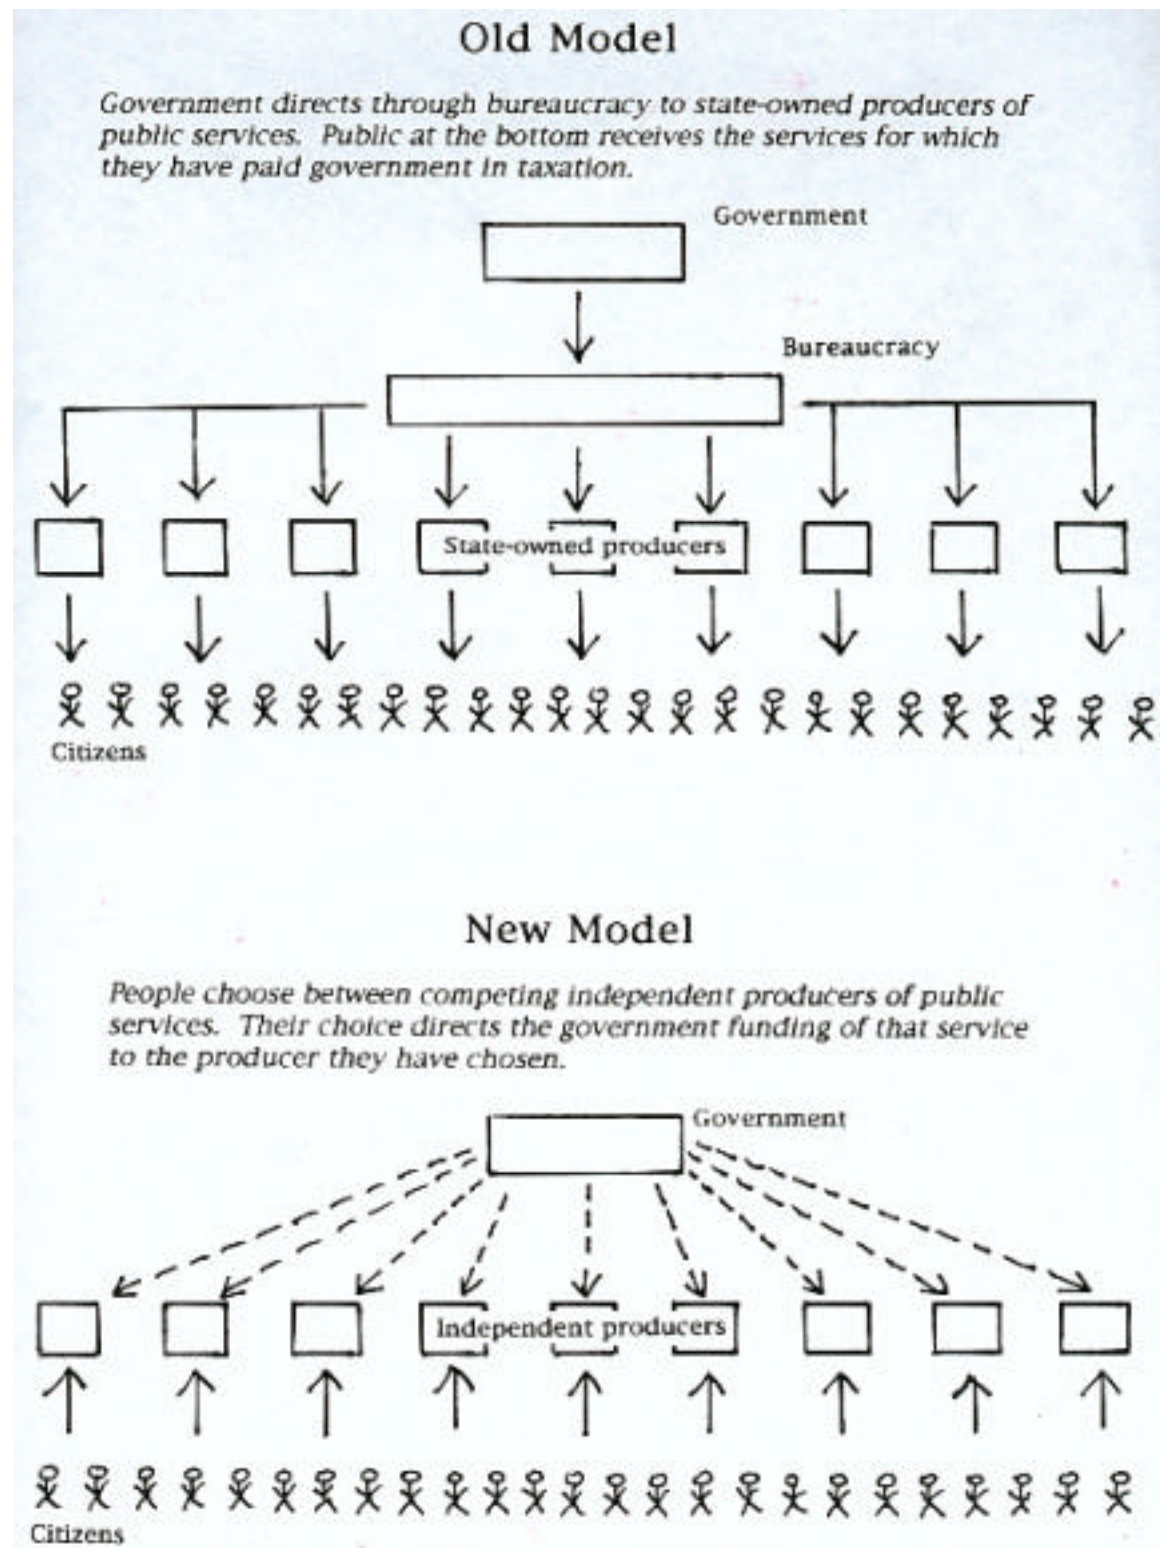 Old Model
Government directs through bureaucracy to state-owned producers of
public services. Public at the bottom receives the services for which
they have paid government in taxation.
Government
Bureaucracy
State-owned producers
Citizens
New Model
People choose between competing independent producers of public
services. Their choice directs the government funding of that service
to the producer they have chosen.
Government
Independent producers
Citizens